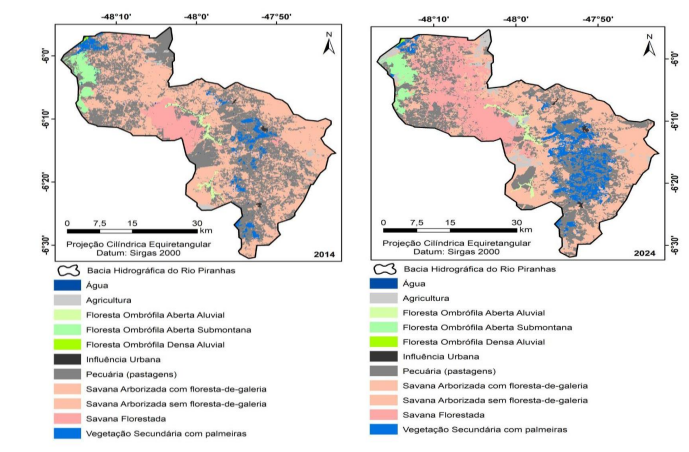 -48°10'
-48°0'
-47°50'
N
-6°0'
-6°10'
-6°20'
-6°30'
0 7,5 15 30
km
Projeção Cilíndrica Equiretangular
Datum: Sirgas 2000
2014
Bacia Hidrográfica do Rio Piranhas
Água
Agricultura
Floresta Ombrófila Aberta Aluvial
Floresta Ombrófila Aberta Submontana
Floresta Ombrófila Densa Aluvial
Influência Urbana
Pecuária (pastagens)
Savana Arborizada com floresta-de-galeria
Savana Arborizada sem floresta-de-galeria
Savana Florestada
Vegetação Secundária com palmeiras
-48°10'
-48°0'
-47°50'
N
-6°0'
-6°10'
-6°20'
-6°30'
0 7,5 15 30
km
Projeção Cilíndrica Equiretangular
Datum: Sirgas 2000
2024
Bacia Hidrográfica do Rio Piranhas
Água
Agricultura
Floresta Ombrófila Aberta Aluvial
Floresta Ombrófila Aberta Submontana
Floresta Ombrófila Densa Aluvial
Influência Urbana
Pecuária (pastagens)
Savana Arborizada com floresta-de-galeria
Savana Arborizada sem floresta-de-galeria
Savana Florestada
Vegetação Secundária com palmeiras